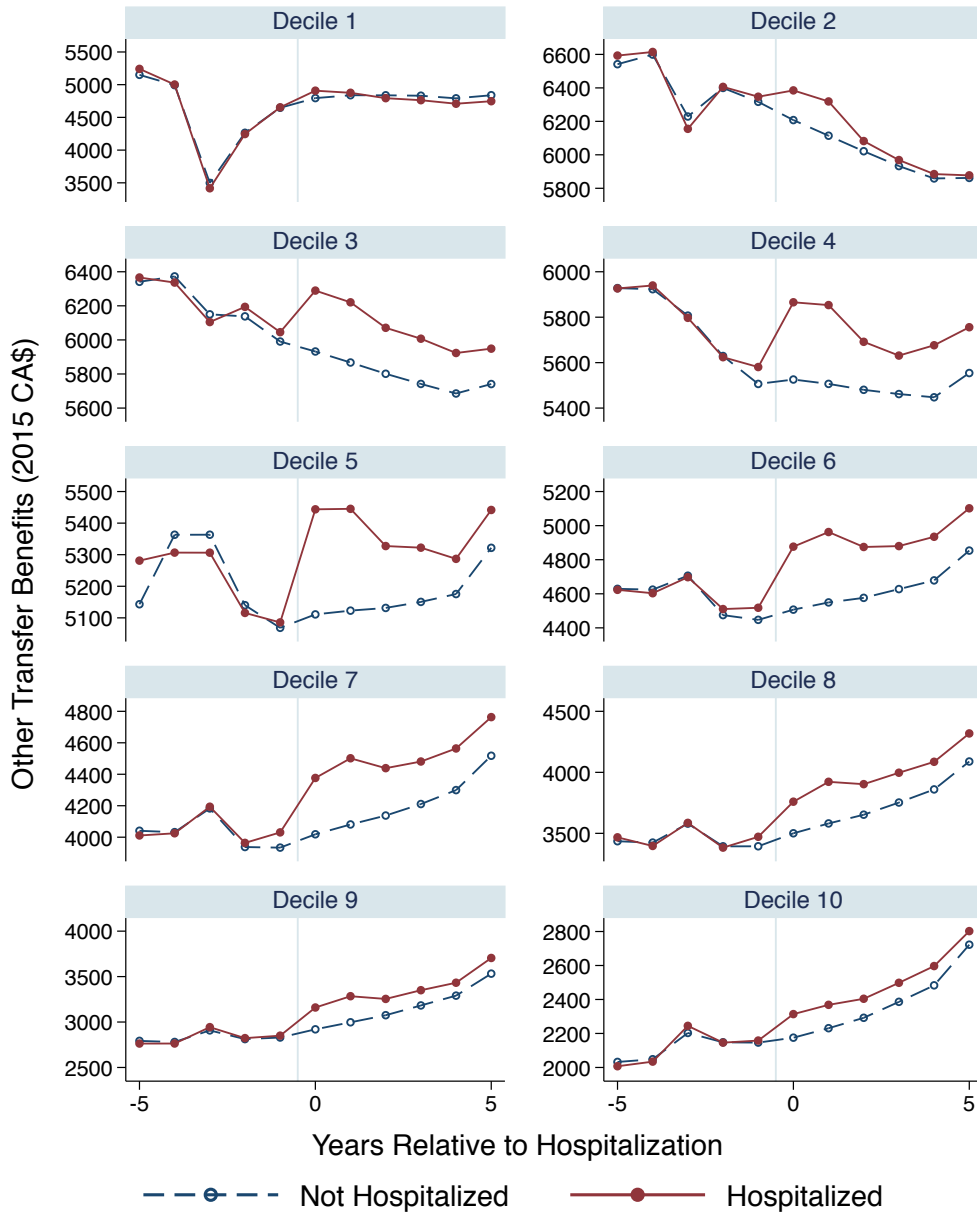 Decile 1
Decile 2
5500
5000
4500
4000
3500
6600
6400
6200
6000
5800
Decile 3
Decile 4
6400
6200
6000
5800
5600
6000
5800
5600
5400
Decile 5
Decile 6
5500
5400
5300
5200
5100
5200
5000
4800
4600
4400
Decile 7
Decile 8
4800
4600
4400
4200
4000
4500
4000
3500
Decile 9
Decile 10
4000
3500
3000
2500
2800
2600
2400
2200
2000
-5 0 5
-5 0 5
Other Transfer Benefits (2015 CA$)
Years Relative to Hospitalization
Not Hospitalized
Hospitalized